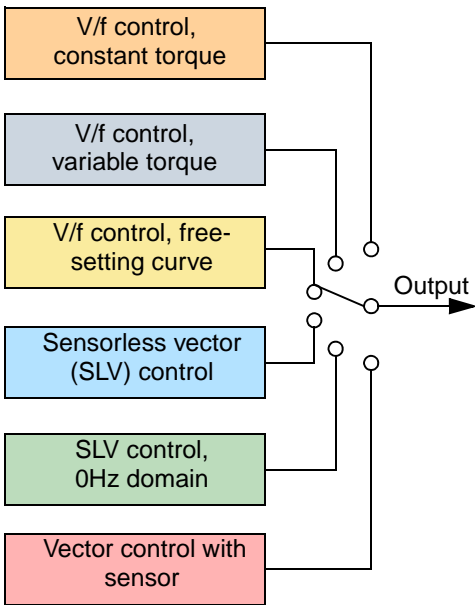 V/f control,
constant torque
V/f control,
variable torque
V/f control, free-
setting curve
Output
Sensorless vector
(SLV) control
SLV control,
0Hz domain
Vector control with
sensor